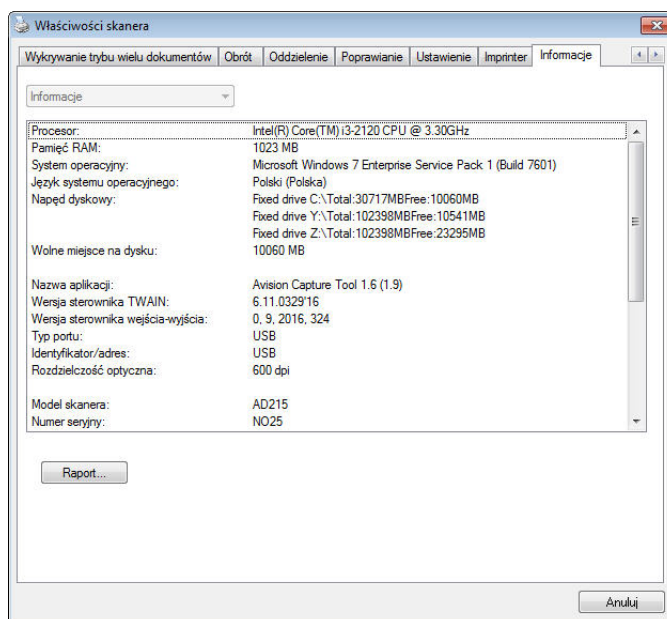 Właściwości skanera
Wykrywanie trybu wielu dokumentów Obrót Oddzielenie Poprawianie Ustawienie Imprinter Informacje
Informacje
Procesor: Intel(R) Core(TM) i3-2120 CPU @ 3.30GHz
Pamięć RAM: 1023 MB
System operacyjny: Microsoft Windows 7 Enterprise Service Pack 1 (Build 7601)
Język systemu operacyjnego: Polski (Polska)
Napęd dyskowy: Fixed drive C:\Total:30717MBFree:10060MB
Fixed drive Y:\Total:102398MBFree:10541MB
Fixed drive Z:\Total:102398MBFree:23295MB
Wolne miejsce na dysku: 10060 MB
Nazwa aplikacji: Avision Capture Tool 1.6 (1.9)
Wersja sterownika TWAIN: 6.11.0329'16
Wersja sterownika wejścia-wyjścia: 0, 9, 2016, 324
Typ portu: USB
Identyfikator/adres: USB
Rozdzielczość optyczna: 600 dpi
Model skanera: AD215
Numer seryjny: NO25
Raport...
Anuluj